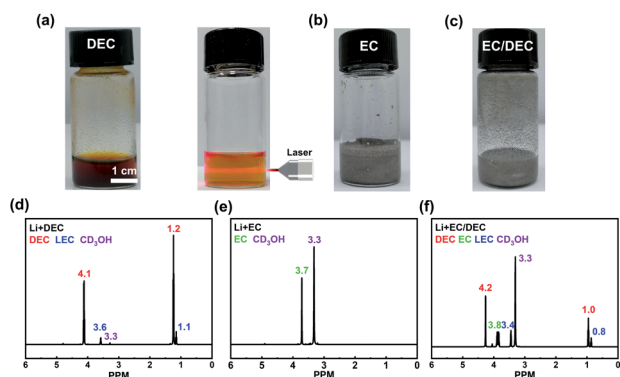 (a)
DEC
1 cm
Laser
(b)
EC
(c)
EC/DEC
(d)
Li+DEC
DEC LEC CD₃OH
4.1
3.6
3.3
1.2
1.1
6 5 4 3 2 1 0
PPM
(e)
Li+EC
EC CD₃OH
3.7
3.3
6 5 4 3 2 1 0
PPM
(f)
Li+EC/DEC
DEC EC LEC CD₃OH
4.2
3.8
3.4
3.3
1.0
0.8
6 5 4 3 2 1 0
PPM